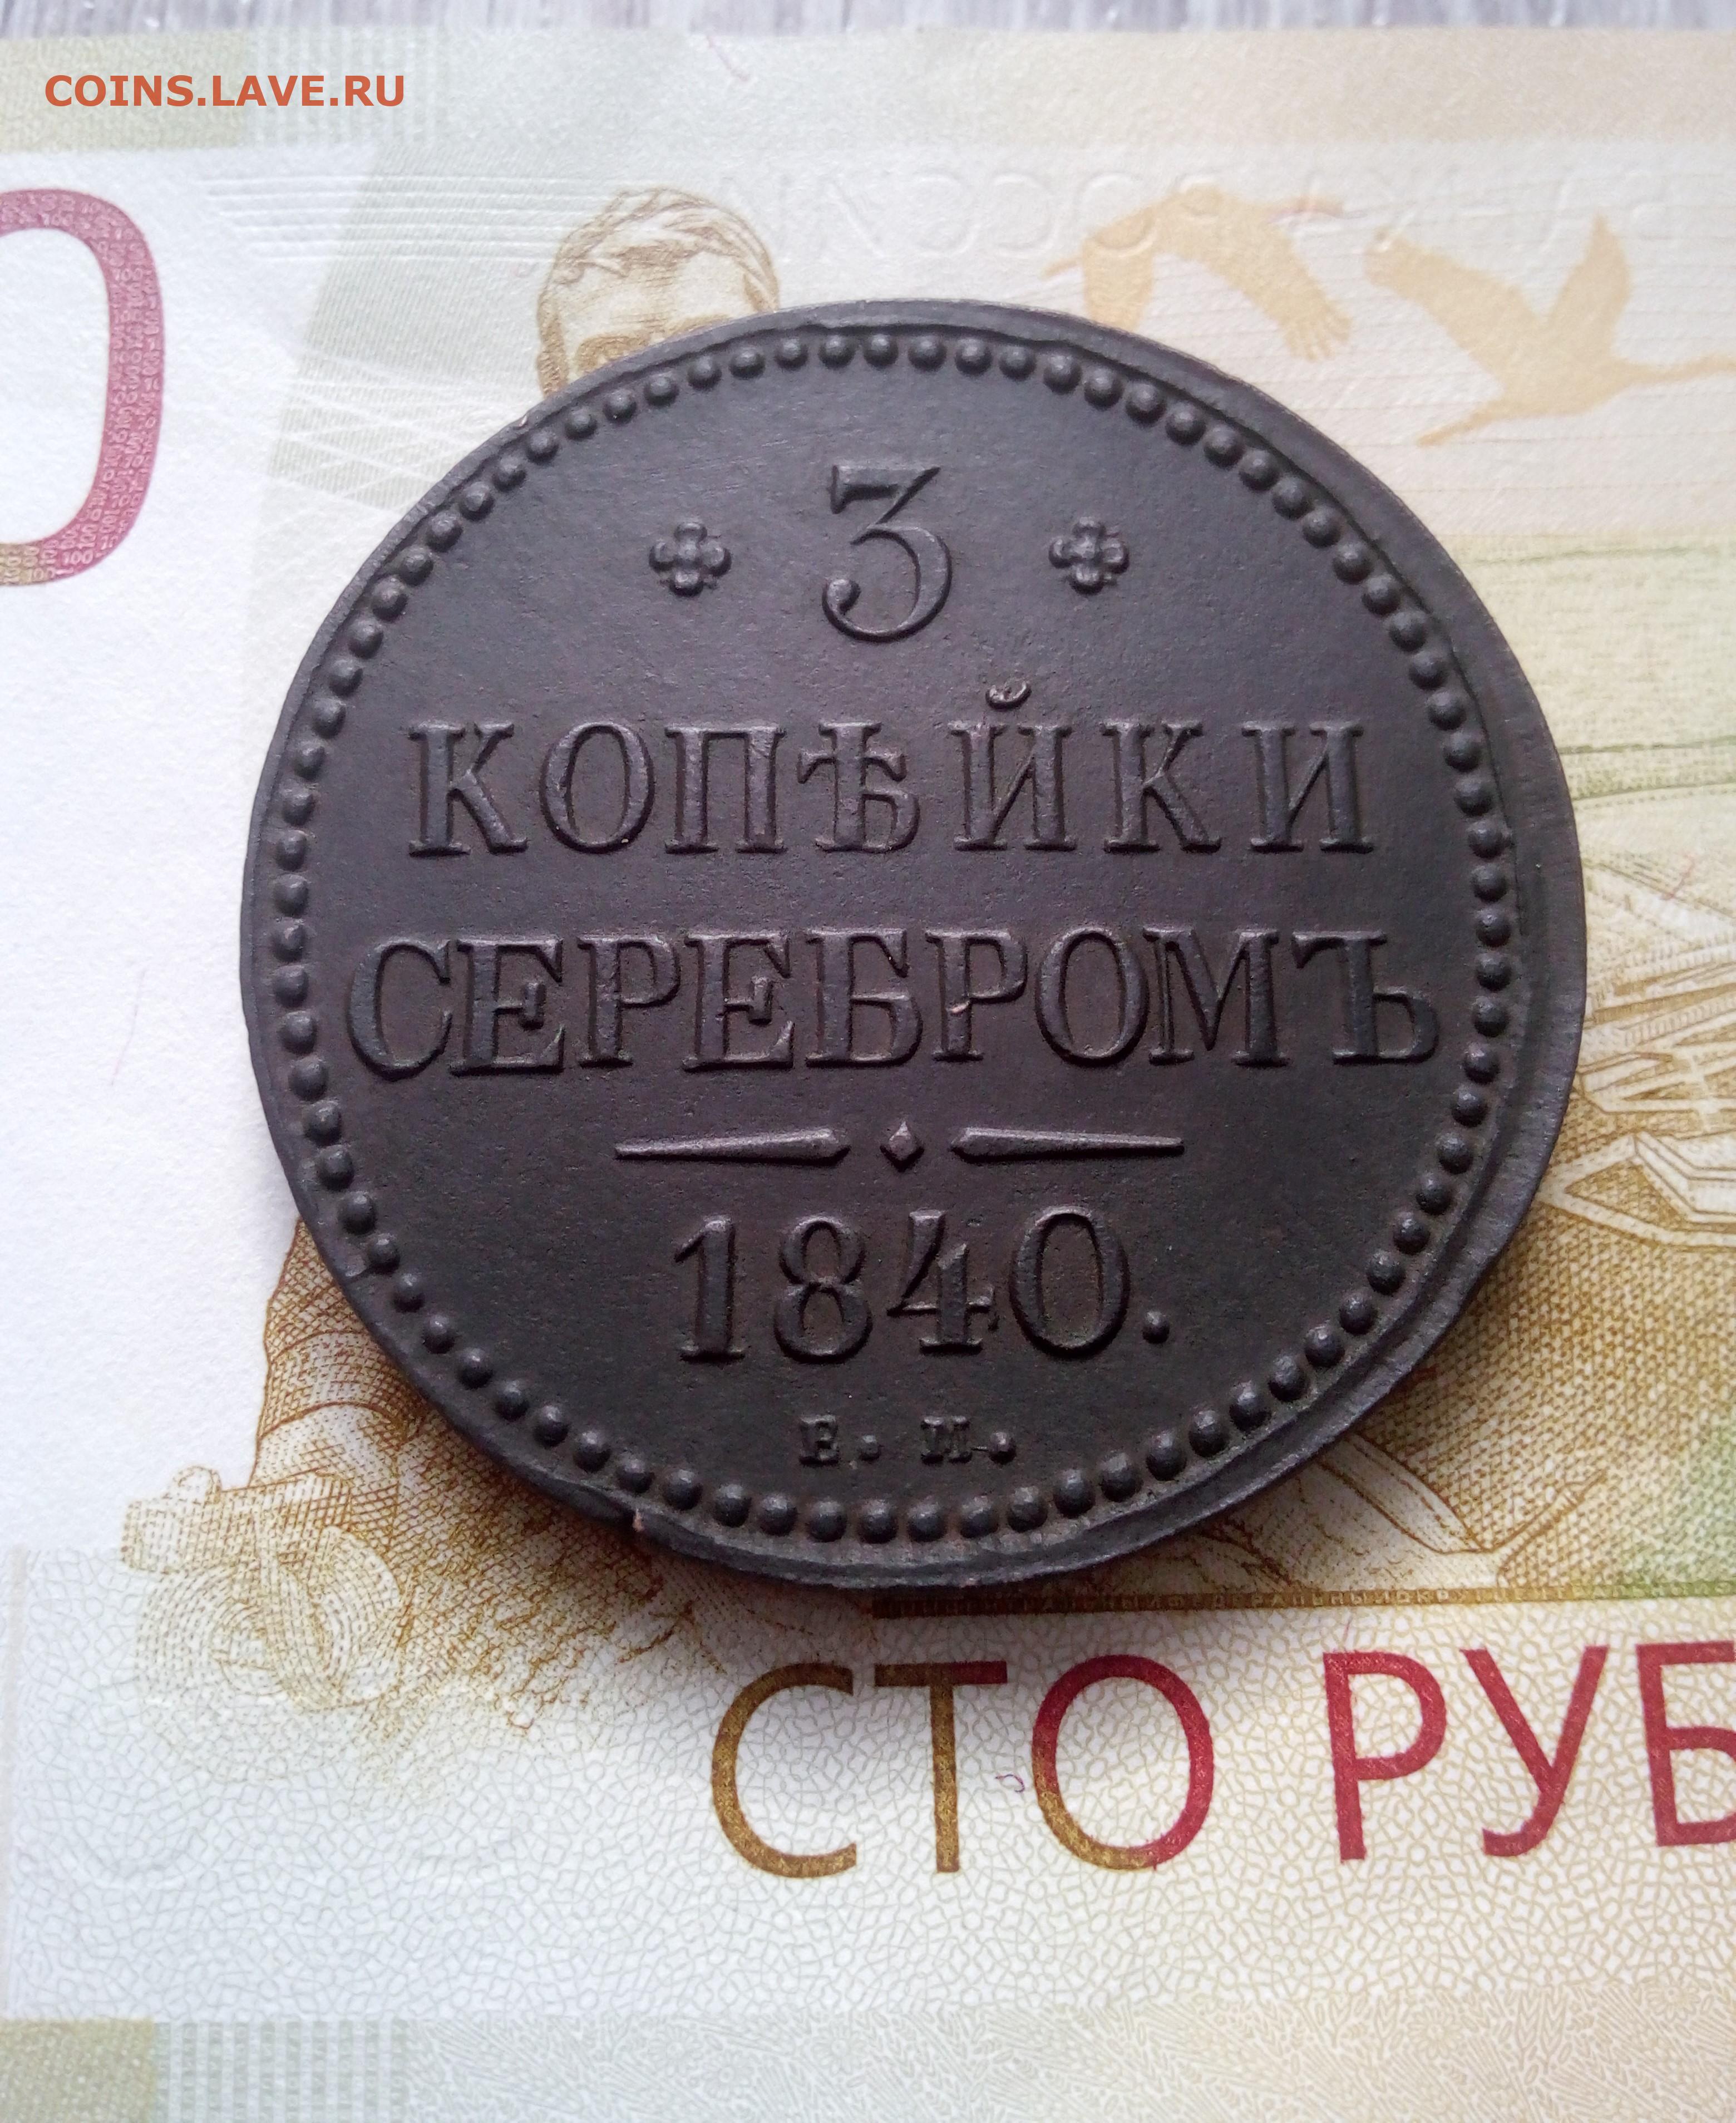 COINS.LAVE.RU
3
КОПѢЙКИ
СЕРЕБРОМЪ
1840.
Е. М.
СТО РУБ